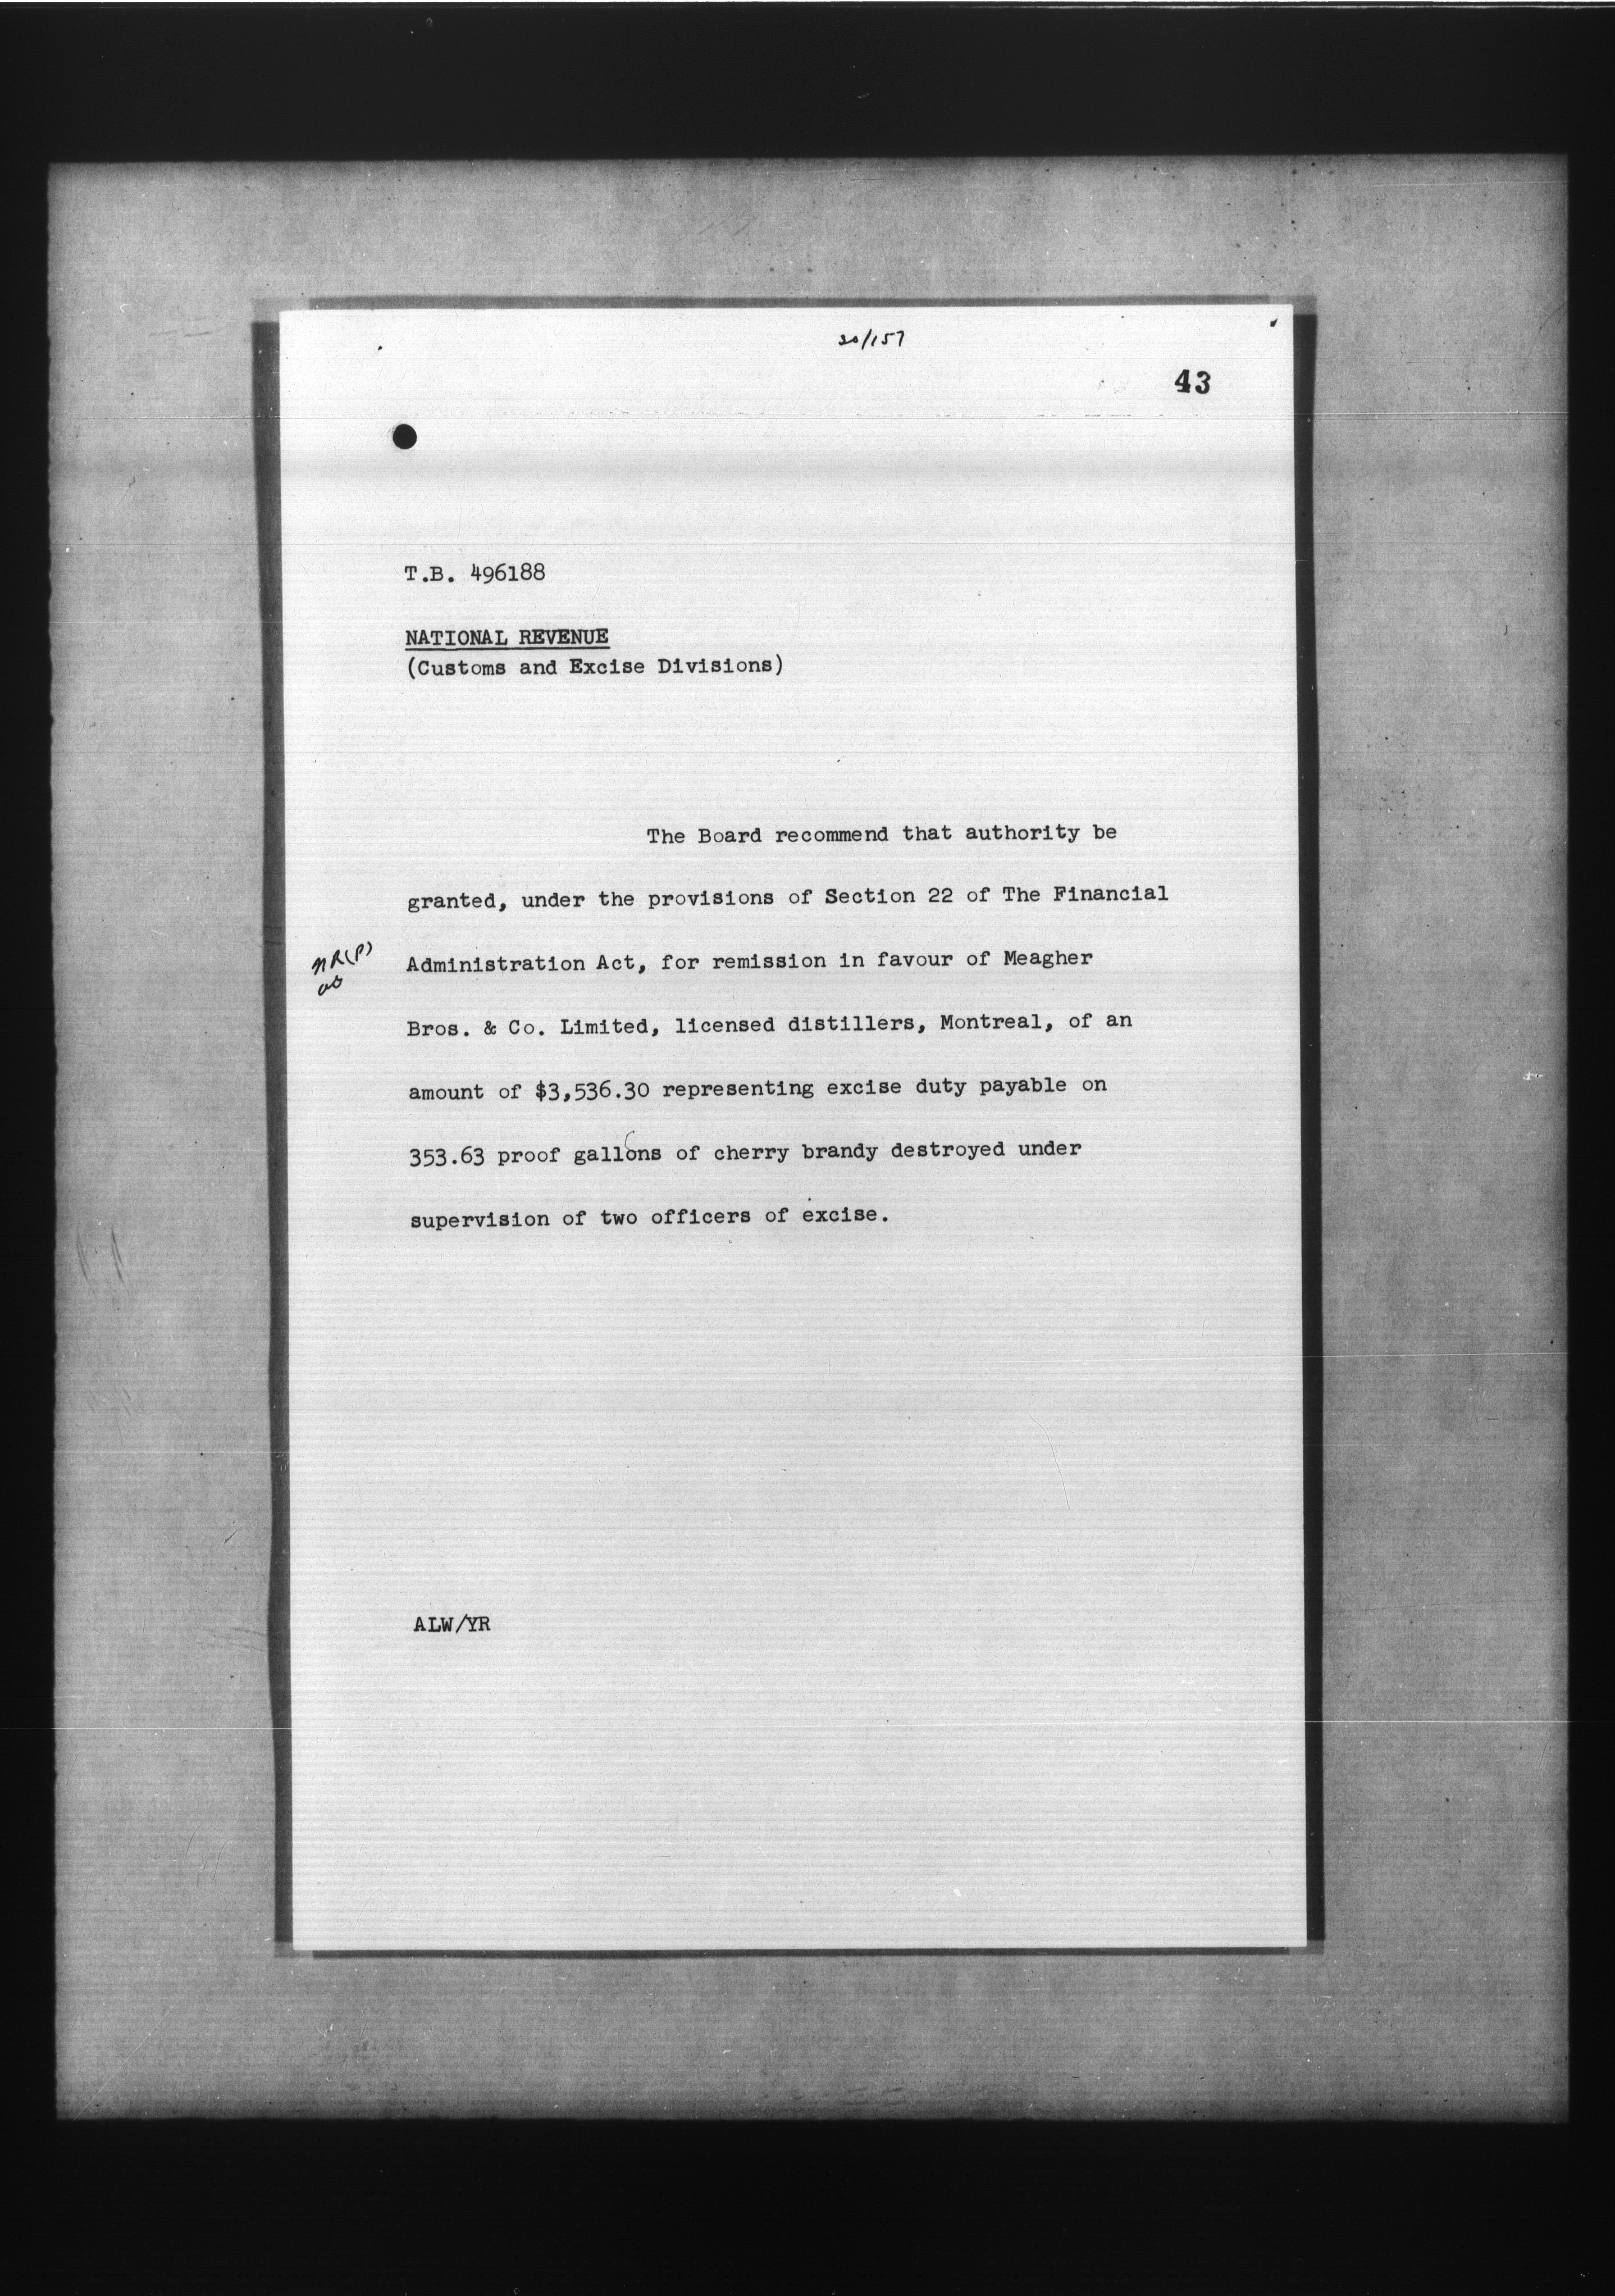 30/157
43
T.B. 496188
NATIONAL REVENUE
(Customs and Excise Divisions)
The Board recommend that authority be
granted, under the provisions of Section 22 of The Financial
NR(P)
Administration Act, for remission in favour of Meagher
Bros. & Co. Limited, licensed distillers, Montreal, of an
amount of $3,536.30 representing excise duty payable on
353.63 proof gallons of cherry brandy destroyed under
supervision of two officers of excise.
ALW/YR